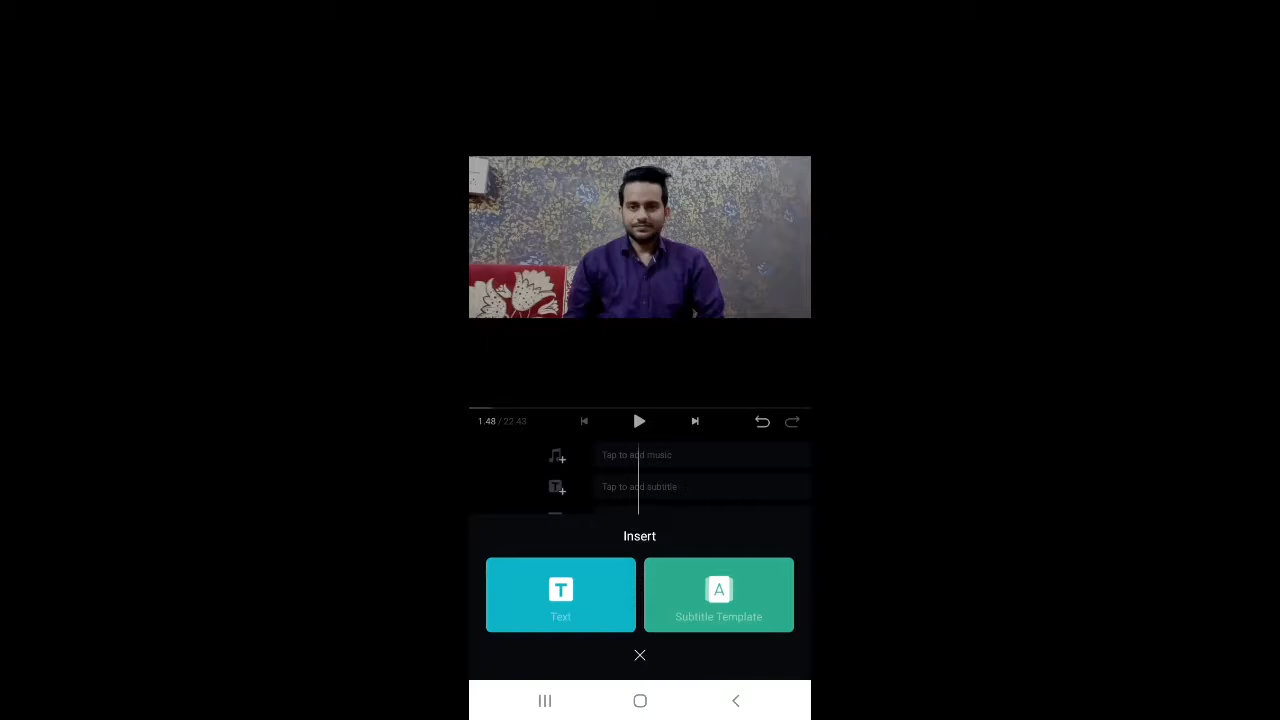 1.48 / 22.43
Tap to add music
Tap to add subtitle
Insert
Text
Subtitle Template